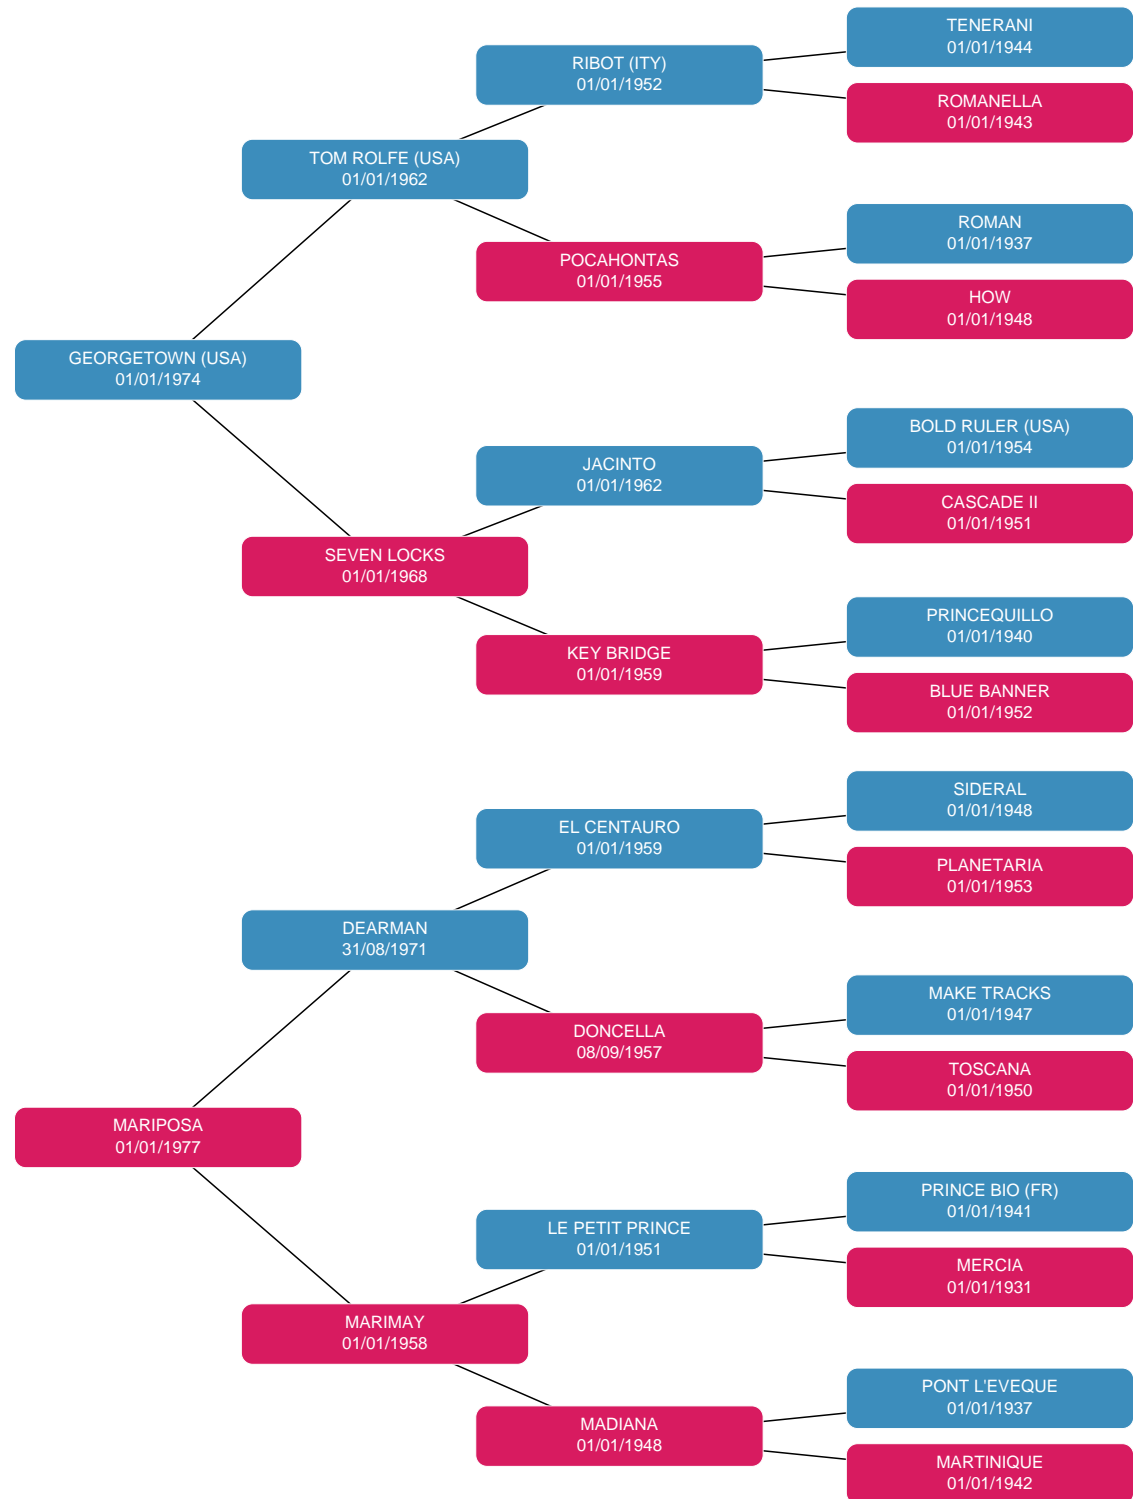 TENERANI
01/01/1944
RIBOT (ITY)
01/01/1952
ROMANELLA
01/01/1943
TOM ROLFE (USA)
01/01/1962
ROMAN
01/01/1937
POCAHONTAS
01/01/1955
HOW
01/01/1948
GEORGETOWN (USA)
01/01/1974
BOLD RULER (USA)
01/01/1954
JACINTO
01/01/1962
CASCADE II
01/01/1951
SEVEN LOCKS
01/01/1968
PRINCEQUILLO
01/01/1940
KEY BRIDGE
01/01/1959
BLUE BANNER
01/01/1952
SIDERAL
01/01/1948
EL CENTAURO
01/01/1959
PLANETARIA
01/01/1953
DEARMAN
31/08/1971
MAKE TRACKS
01/01/1947
DONCELLA
08/09/1957
TOSCANA
01/01/1950
MARIPOSA
01/01/1977
PRINCE BIO (FR)
01/01/1941
LE PETIT PRINCE
01/01/1951
MERCIA
01/01/1931
MARIMAY
01/01/1958
PONT L'EVEQUE
01/01/1937
MADIANA
01/01/1948
MARTINIQUE
01/01/1942